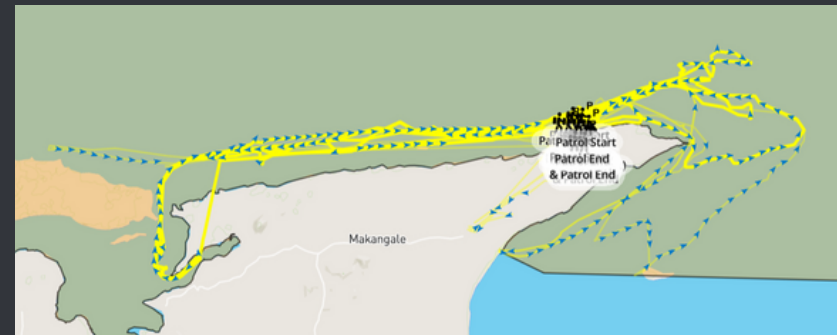 P
P
Patrol Start
Patrol End
& Patrol End
Makangale